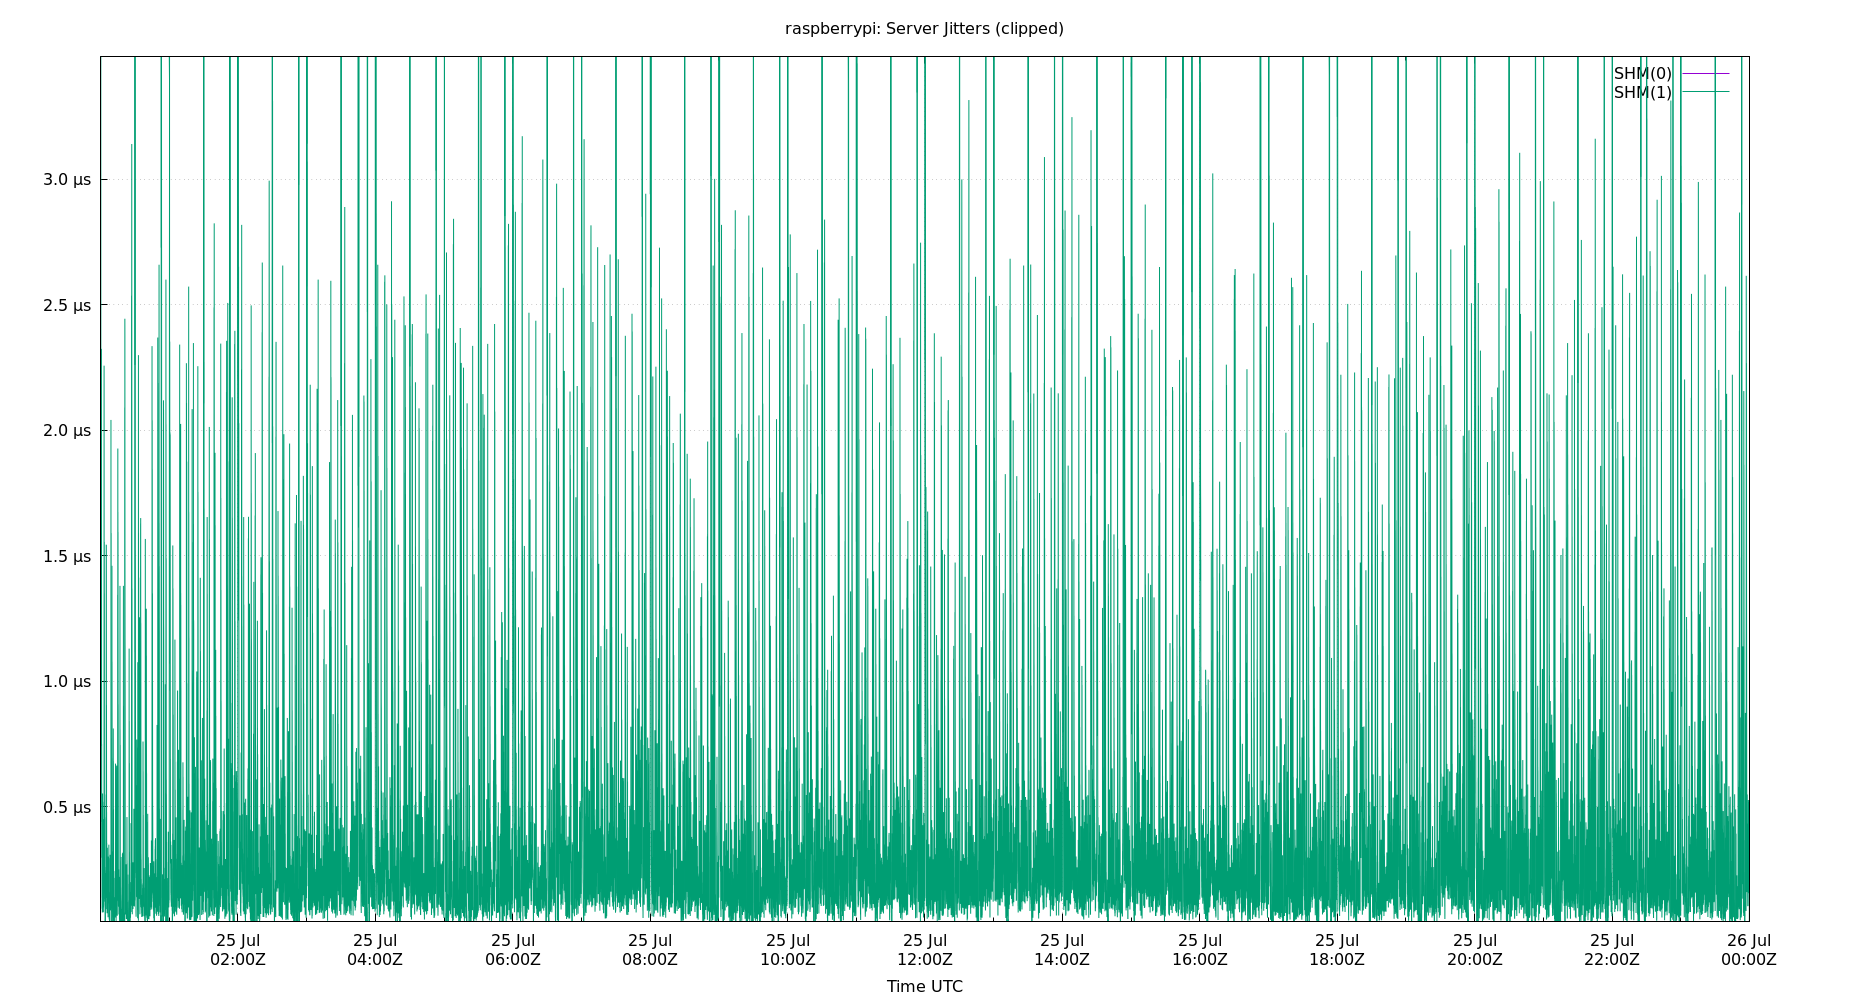 raspberrypi: Server Jitters (clipped)
SHM(0)
SHM(1)
3.0 µs
2.5 µs
2.0 µs
1.5 µs
1.0 µs
0.5 µs
25 Jul 25 Jul 25 Jul 25 Jul 25 Jul 25 Jul 25 Jul 25 Jul 25 Jul 25 Jul 25 Jul 26 Jul
02:00Z 04:00Z 06:00Z 08:00Z 10:00Z 12:00Z 14:00Z 16:00Z 18:00Z 20:00Z 22:00Z 00:00Z
Time UTC